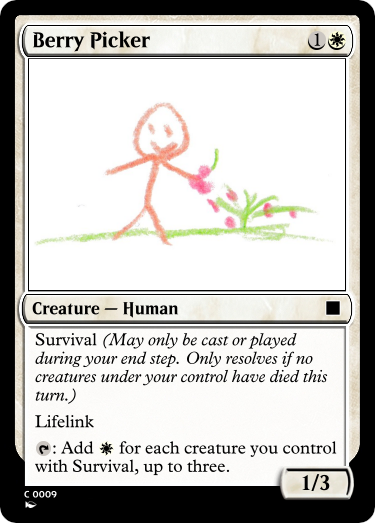 Berry Picker 1
Creature — Human
Survival (May only be cast or played
during your end step. Only resolves if no
creatures under your control have died this
turn.)
Lifelink
: Add for each creature you control
with Survival, up to three.
1/3
C 0009